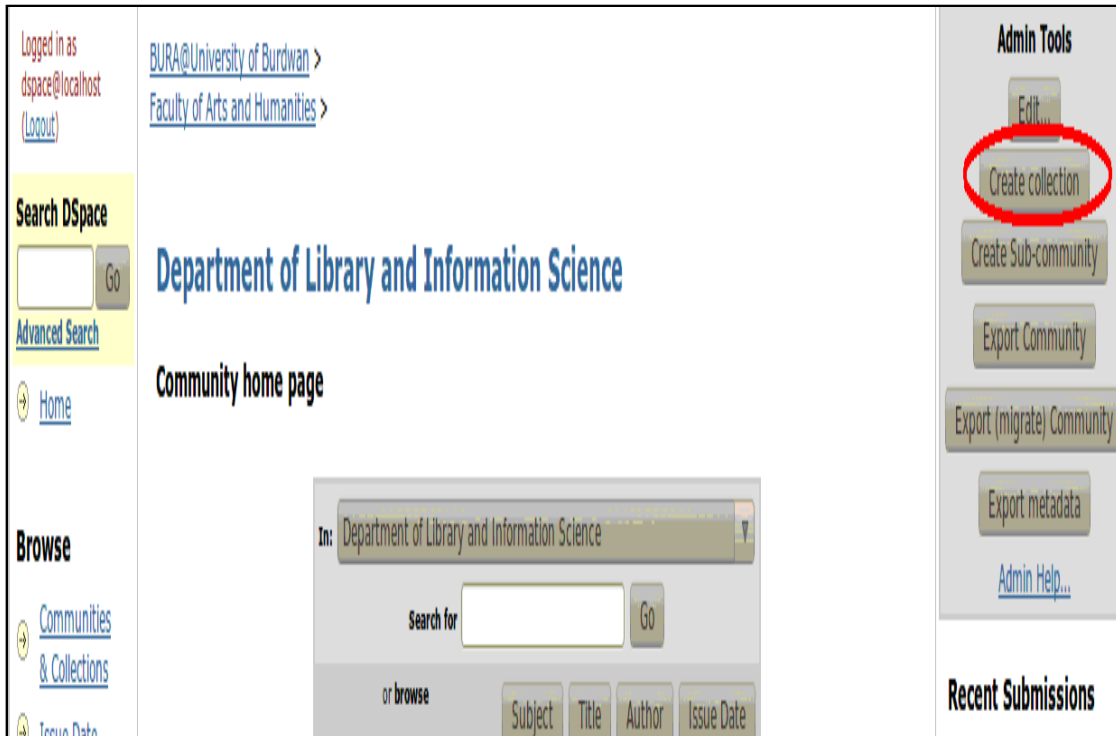 Logged in as
dspace@localhost
(Logout)
Search DSpace
Go
Advanced Search
Home
Browse
Communities
& Collections
Issue Date
BURA@University of Burdwan >
Faculty of Arts and Humanities >
Department of Library and Information Science
Community home page
In: Department of Library and Information Science
Search for Go
or browse Subject Title Author Issue Date
Admin Tools
Edit...
Create collection
Create Sub-community
Export Community
Export (migrate) Community
Export metadata
Admin Help...
Recent Submissions